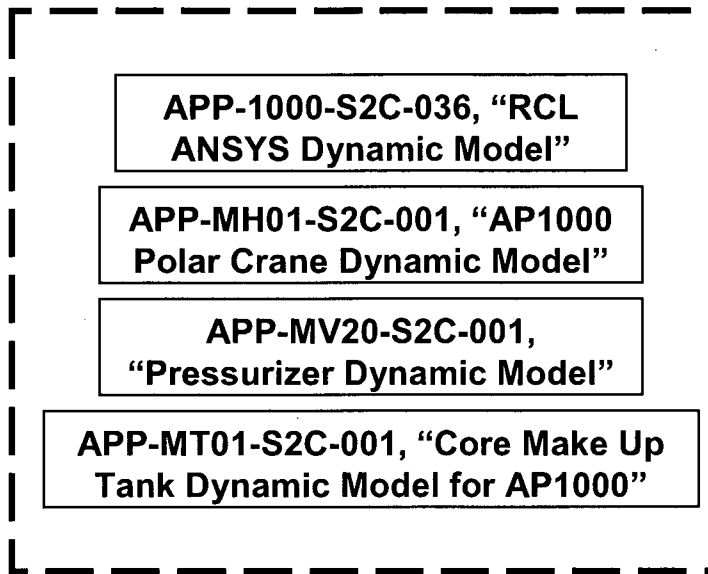 APP-1000-S2C-036, “RCL
ANSYS Dynamic Model”
APP-MH01-S2C-001, “AP1000
Polar Crane Dynamic Model”
APP-MV20-S2C-001,
“Pressurizer Dynamic Model”
APP-MT01-S2C-001, “Core Make Up
Tank Dynamic Model for AP1000”